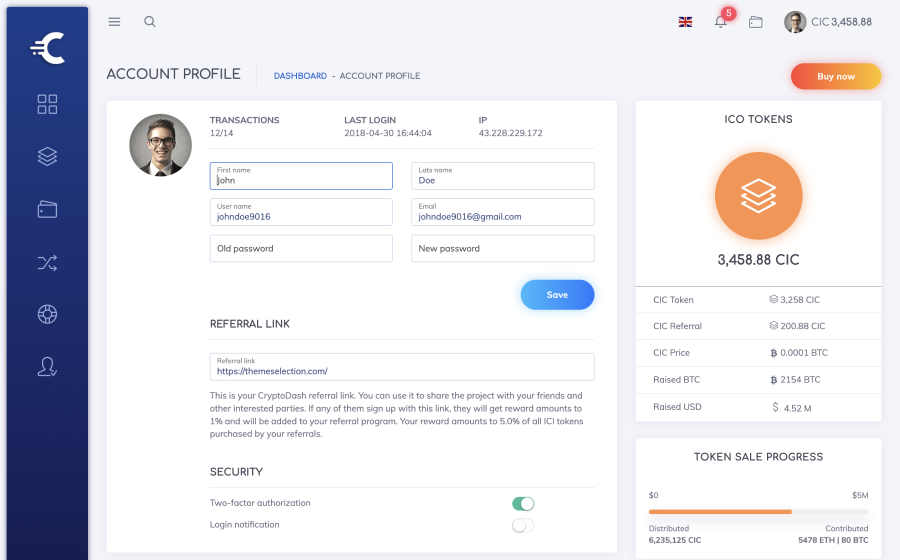 5
CIC 3,458.88
ACCOUNT PROFILE
DASHBOARD - ACCOUNT PROFILE
Buy now
TRANSACTIONS
12/14
LAST LOGIN
2018-04-30 16:44:04
IP
43.228.229.172
First name
John
Lats name
Doe
User name
johndoe9016
Email
johndoe9016@gmail.com
Old password
New password
Save
REFERRAL LINK
Referral link
https://themeselection.com/
This is your CryptoDash referral link. You can use it to share the project with your friends and
other interested parties. If any of them sign up with this link, they will get reward amounts to
1% and will be added to your referral program. Your reward amounts to 5.0% of all ICI tokens
purchased by your referrals.
SECURITY
Two-factor authorization
Login notification
ICO TOKENS
3,458.88 CIC
CIC Token 3,258 CIC
CIC Referral 200.88 CIC
CIC Price 0.0001 BTC
Raised BTC 2154 BTC
Raised USD $ 4.52 M
TOKEN SALE PROGRESS
$0 $5M
Distributed Contributed
6,235,125 CIC 5478 ETH | 80 BTC